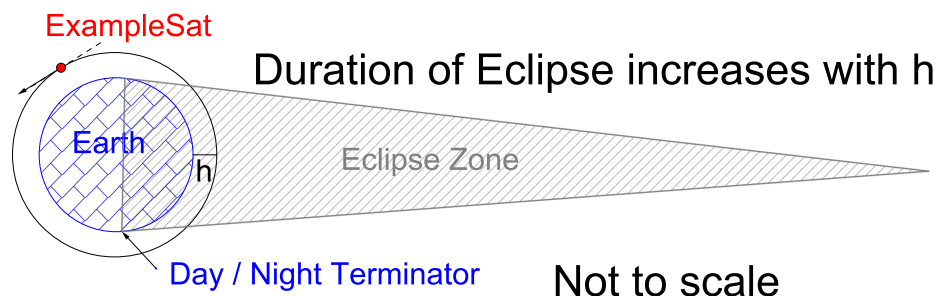 ExampleSat
Duration of Eclipse increases with h
Earth
Eclipse Zone
h
Day / Night Terminator
Not to scale